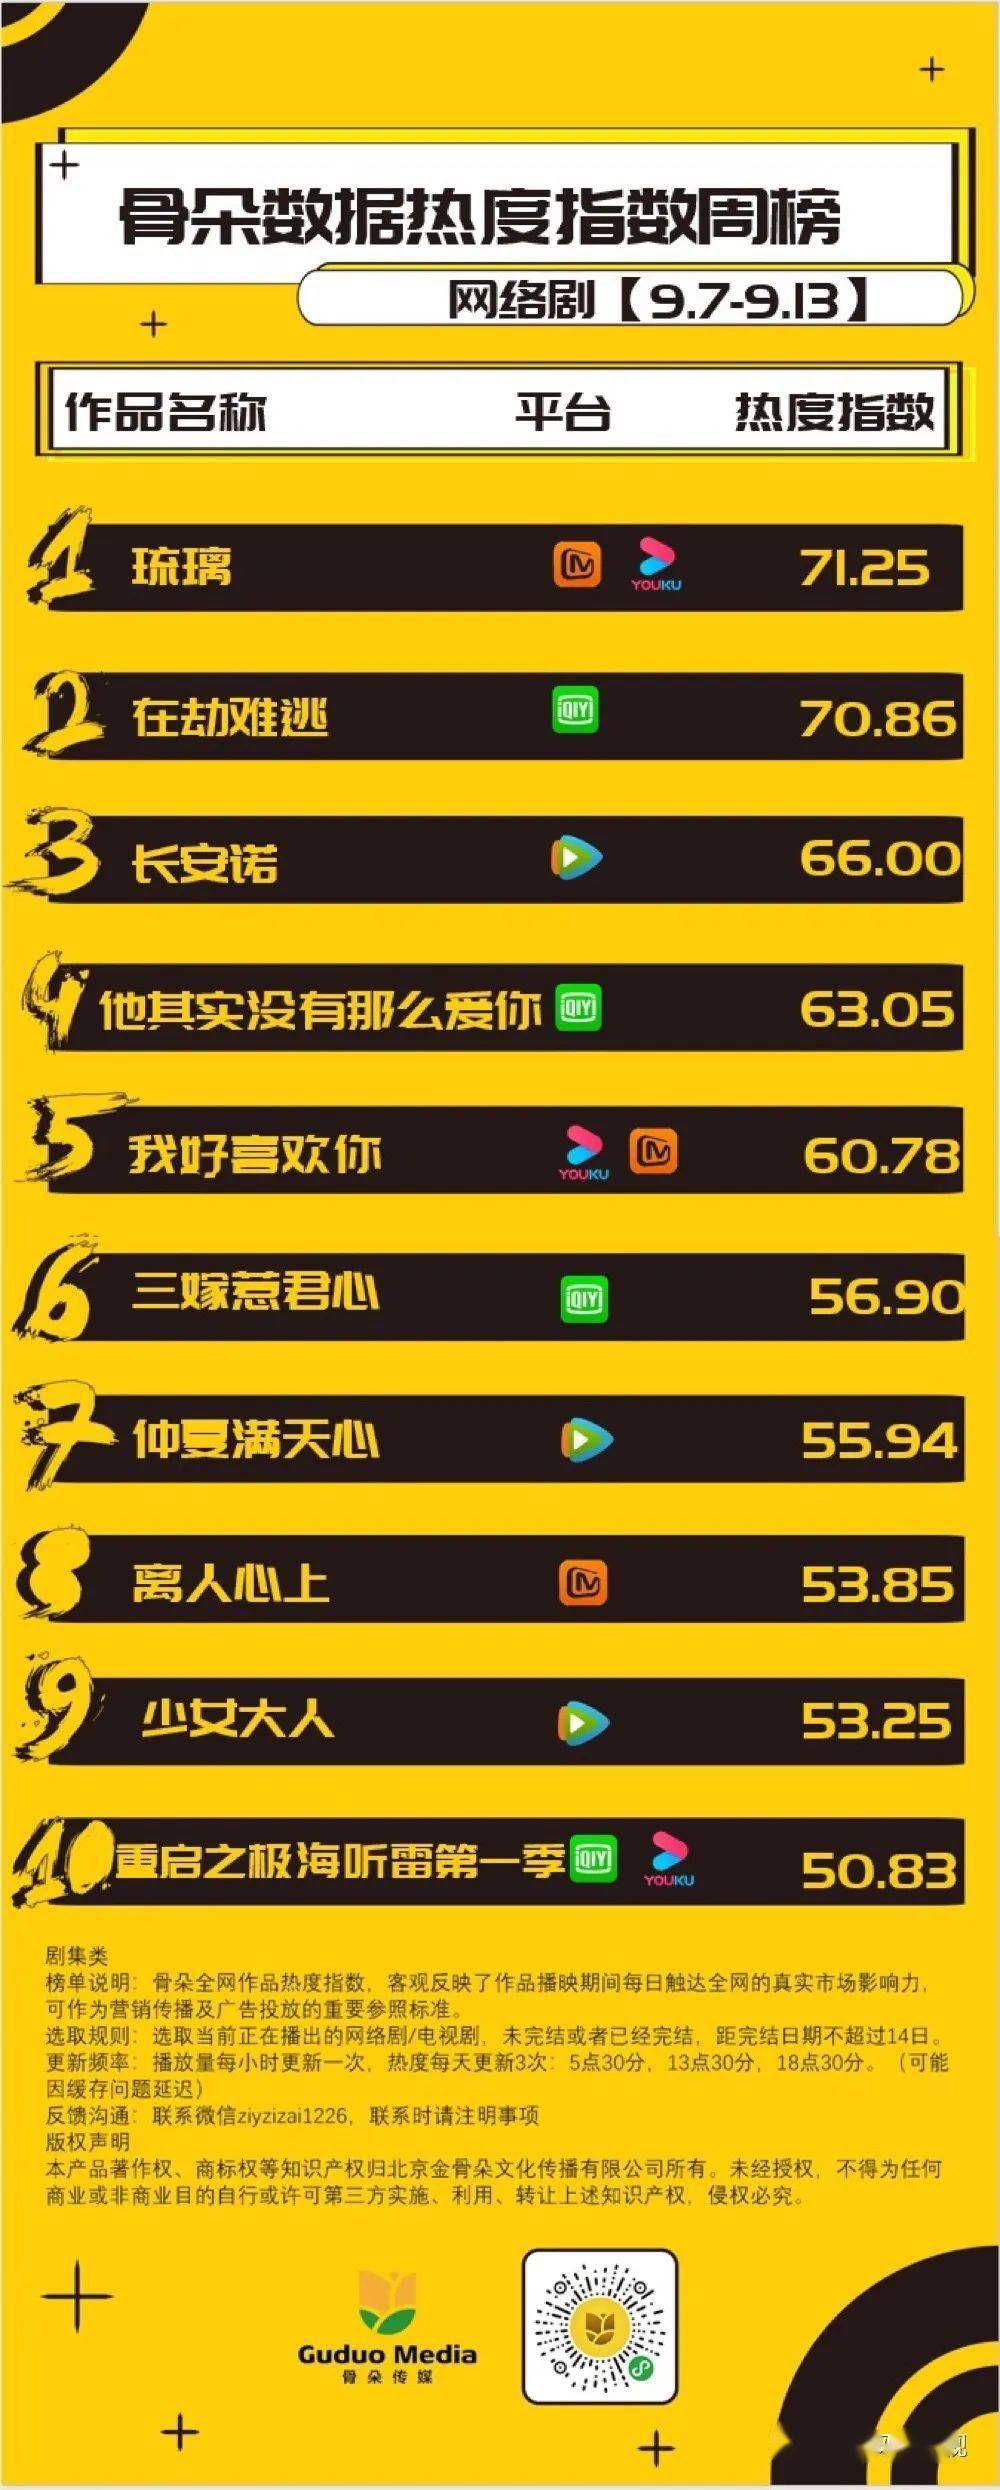 骨朵数据热度指数周榜
网络剧【9.7-9.13】
作品名称 平台 热度指数
1 琉璃 YOUKU 71.25
2 在劫难逃 iQIY 70.86
3 长安诺 66.00
4 他其实没有那么爱你 iQIY 63.05
5 我好喜欢你 YOUKU 60.78
6 三嫁惹君心 iQIY 56.90
7 仲夏满天心 55.94
8 离人心上 53.85
9 少女大人 53.25
10 重启之极海听雷第一季 iQIY YOUKU 50.83
剧集类
榜单说明：骨朵全网作品热度指数，客观反映了作品播映期间每日触达全网的真实市场影响力，
可作为营销传播及广告投放的重要参照标准。
选取规则：选取当前正在播出的网络剧/电视剧，未完结或者已经完结，距完结日期不超过14日。
更新频率：播放量每小时更新一次，热度每天更新3次：5点30分，13点30分，18点30分。（可能
因缓存问题延迟）
反馈沟通：联系微信ziyzizai1226，联系时请注明事项
版权声明
本产品著作权、商标权等知识产权归北京金骨朵文化传播有限公司所有。未经授权，不得为任何
商业或非商业目的自行或许可第三方实施、利用、转让上述知识产权，侵权必究。
Guduo Media
骨朵传媒